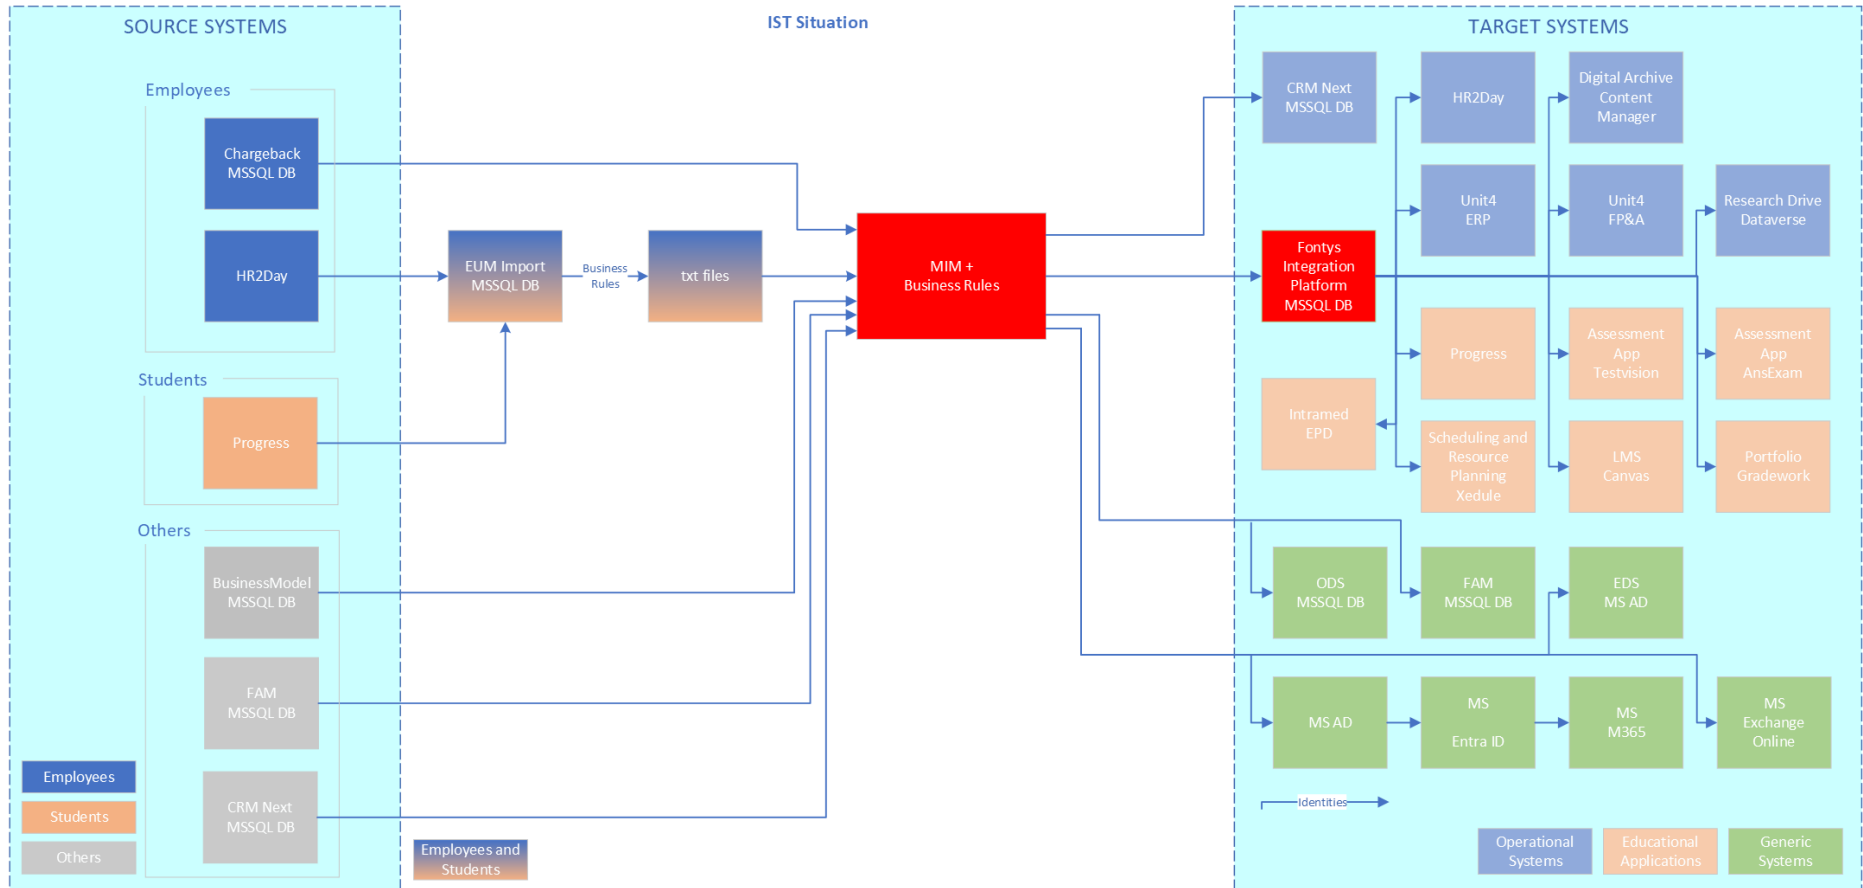 IST Situation
SOURCE SYSTEMS
Employees
Chargeback
MSSQL DB
HR2Day
Students
Progress
Others
BusinessModel
MSSQL DB
FAM
MSSQL DB
CRM Next
MSSQL DB
Employees
Students
Others
Employees and
Students
EUM Import
MSSQL DB
Business
Rules
txt files
MIM +
Business Rules
TARGET SYSTEMS
CRM Next
MSSQL DB
HR2Day
Digital Archive
Content
Manager
Unit4
ERP
Unit4
FP&A
Research Drive
Dataverse
Fontys
Integration
Platform
MSSQL DB
Progress
Assessment
App
Testvision
Assessment
App
AnsExam
Intramed
EPD
Scheduling and
Resource
Planning
Xedule
LMS
Canvas
Portfolio
Gradework
ODS
MSSQL DB
FAM
MSSQL DB
EDS
MS AD
MS AD
MS
Entra ID
MS
M365
MS
Exchange
Online
Identities
Operational
Systems
Educational
Applications
Generic
Systems